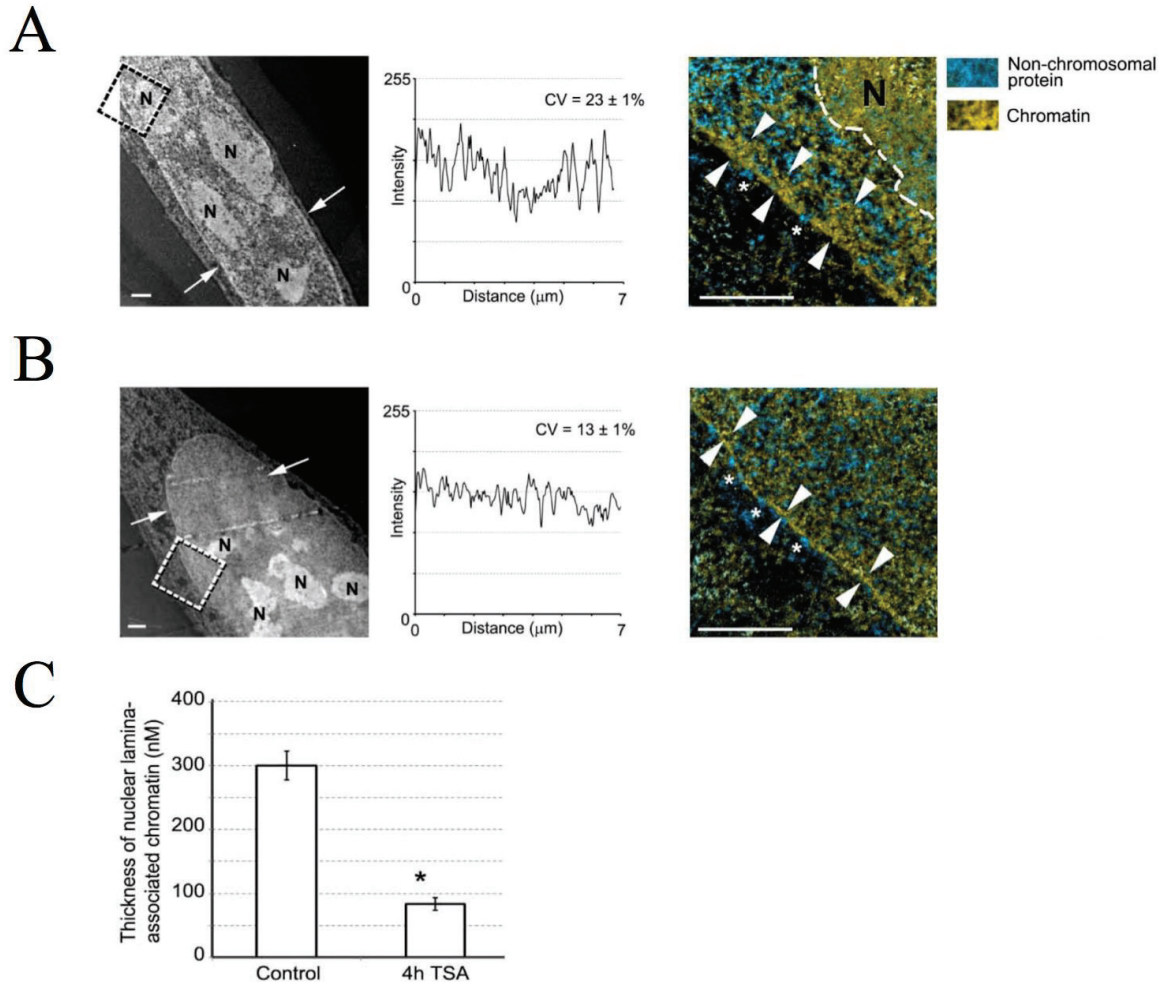 A
N
N
N
N
255
CV = 23 ± 1%
Intensity
0
0
Distance (μm)
7
N
*
*
Non-chromosomal
protein
Chromatin
B
N
N
N
N
255
CV = 13 ± 1%
Intensity
0
0
Distance (μm)
7
*
*
*
C
Thickness of nuclear lamina-
associated chromatin (nM)
400
300
200
100
0
*
Control
4h TSA